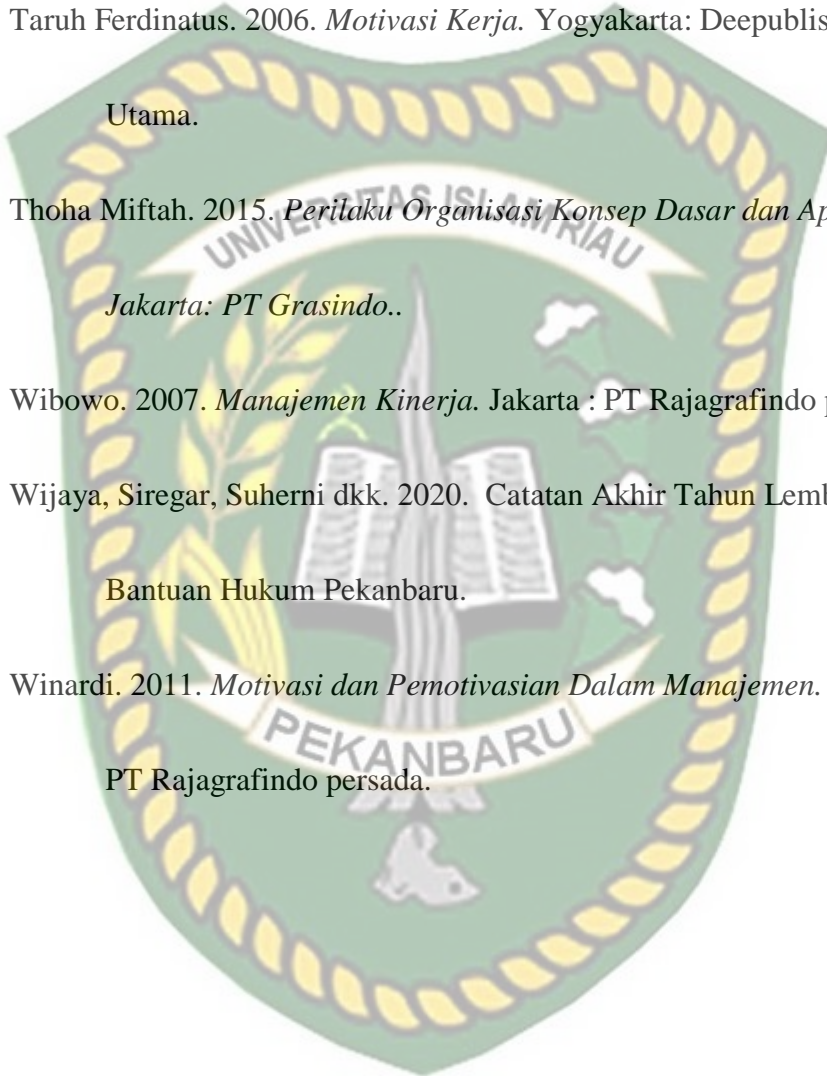 Taruh Ferdinatus. 2006. Motivasi Kerja. Yogyakarta: Deepublis
Utama.
Thoha Miftah. 2015. Perilaku Organisasi Konsep Dasar dan Ap
UNIVERSITAS ISLAM RIAU
Jakarta: PT Grasindo..
Wibowo. 2007. Manajemen Kinerja. Jakarta : PT Rajagrafindo p
Wijaya, Siregar, Suherni dkk. 2020. Catatan Akhir Tahun Lemb
Bantuan Hukum Pekanbaru.
Winardi. 2011. Motivasi dan Pemotivasian Dalam Manajemen.
PEKANBARU
PT Rajagrafindo persada.